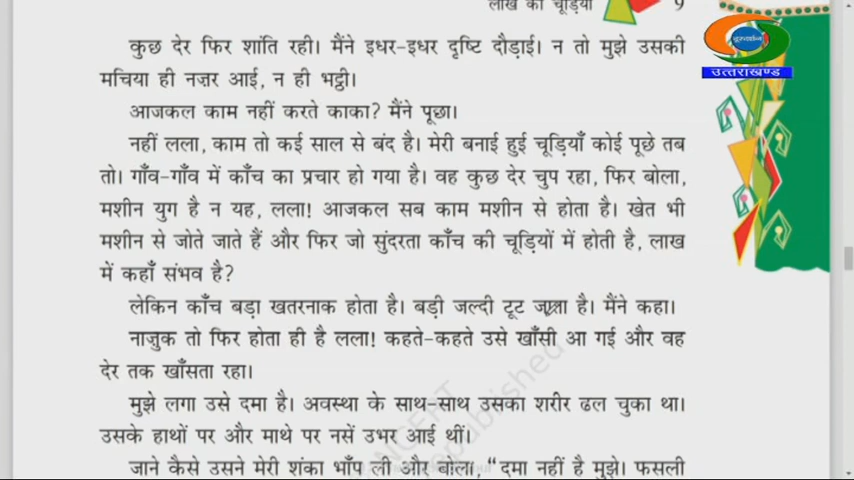 लाख की चूड़ियाँ 9
दूरदर्शन
उत्तराखण्ड
कुछ देर फिर शांति रही। मैंने इधर-इधर दृष्टि दौड़ाई। न तो मुझे उसकी
मचिया ही नज़र आई, न ही भट्ठी।
आजकल काम नहीं करते काका? मैंने पूछा।
नहीं लला, काम तो कई साल से बंद है। मेरी बनाई हुई चूड़ियाँ कोई पूछे तब
तो। गाँव-गाँव में काँच का प्रचार हो गया है। वह कुछ देर चुप रहा, फिर बोला,
मशीन युग है न यह, लला! आजकल सब काम मशीन से होता है। खेत भी
मशीन से जोते जाते हैं और फिर जो सुंदरता काँच की चूड़ियों में होती है, लाख
में कहाँ संभव है?
लेकिन काँच बड़ा खतरनाक होता है। बड़ी जल्दी टूट जाता है। मैंने कहा।
नाज़ुक तो फिर होता ही है लला! कहते-कहते उसे खाँसी आ गई और वह
देर तक खाँसता रहा।
मुझे लगा उसे दमा है। अवस्था के साथ-साथ उसका शरीर ढल चुका था।
उसके हाथों पर और माथे पर नसें उभर आई थीं।
जाने कैसे उसने मेरी शंका भाँप ली और बोला, “दमा नहीं है मुझे। फसली